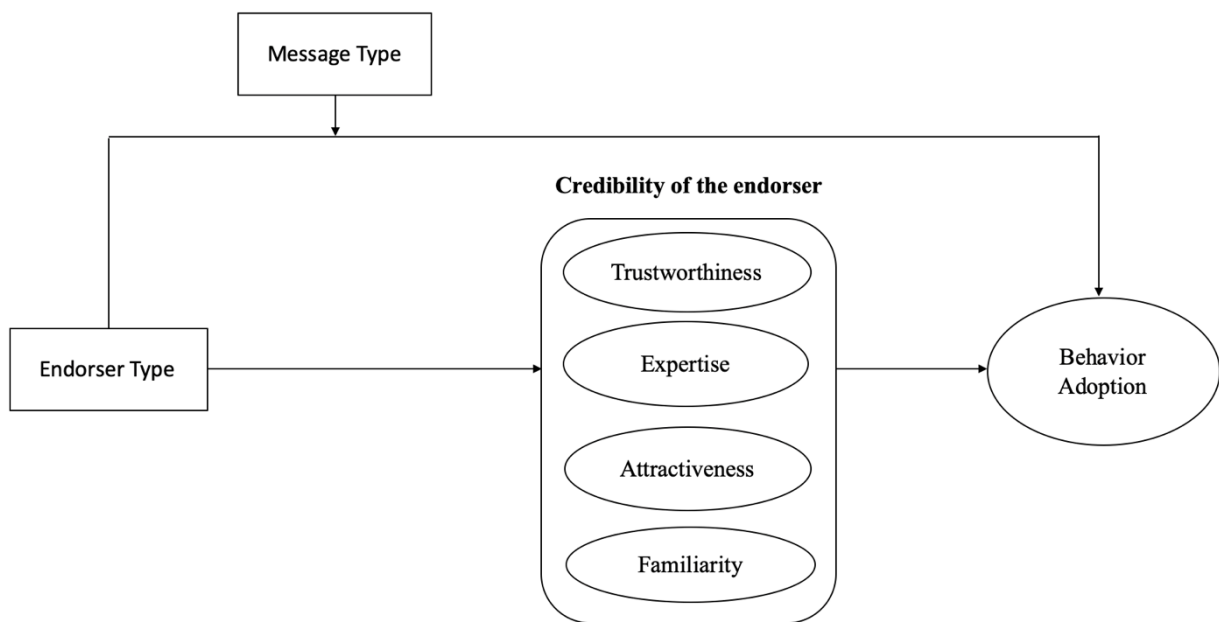 Message Type
Credibility of the endorser
Trustworthiness
Endorser Type
Expertise
Attractiveness
Familiarity
Behavior
Adoption